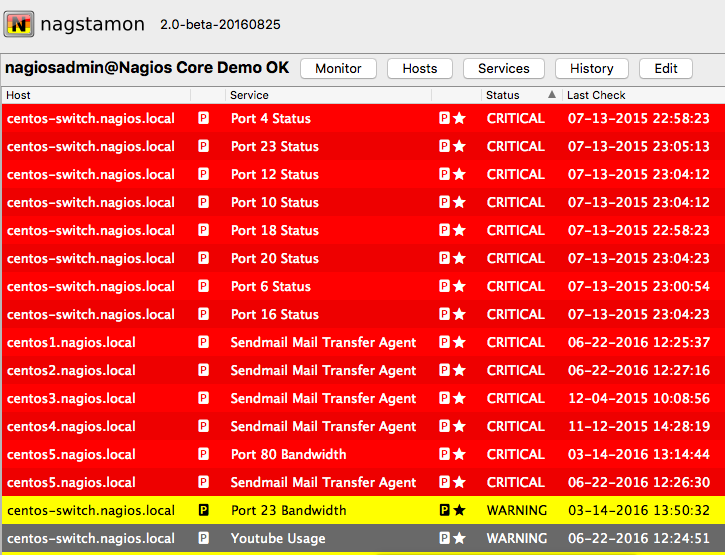 nagstamon 2.0-beta-20160825
nagiosadmin@Nagios Core Demo OK Monitor Hosts Services History Edit
Host Service Status Last Check
centos-switch.nagios.local P Port 4 Status P CRITICAL 07-13-2015 22:58:23
centos-switch.nagios.local P Port 23 Status P CRITICAL 07-13-2015 23:05:13
centos-switch.nagios.local P Port 12 Status P CRITICAL 07-13-2015 23:04:12
centos-switch.nagios.local P Port 10 Status P CRITICAL 07-13-2015 23:04:12
centos-switch.nagios.local P Port 18 Status P CRITICAL 07-13-2015 22:58:23
centos-switch.nagios.local P Port 20 Status P CRITICAL 07-13-2015 23:04:23
centos-switch.nagios.local P Port 6 Status P CRITICAL 07-13-2015 23:00:54
centos-switch.nagios.local P Port 16 Status P CRITICAL 07-13-2015 23:04:23
centos1.nagios.local P Sendmail Mail Transfer Agent P CRITICAL 06-22-2016 12:25:37
centos2.nagios.local P Sendmail Mail Transfer Agent P CRITICAL 06-22-2016 12:27:16
centos3.nagios.local P Sendmail Mail Transfer Agent P CRITICAL 12-04-2015 10:08:56
centos4.nagios.local P Sendmail Mail Transfer Agent P CRITICAL 11-12-2015 14:28:19
centos5.nagios.local P Port 80 Bandwidth P CRITICAL 03-14-2016 13:14:44
centos5.nagios.local P Sendmail Mail Transfer Agent P CRITICAL 06-22-2016 12:26:30
centos-switch.nagios.local P Port 23 Bandwidth P WARNING 03-14-2016 13:50:32
centos-switch.nagios.local P Youtube Usage P WARNING 06-22-2016 12:24:51